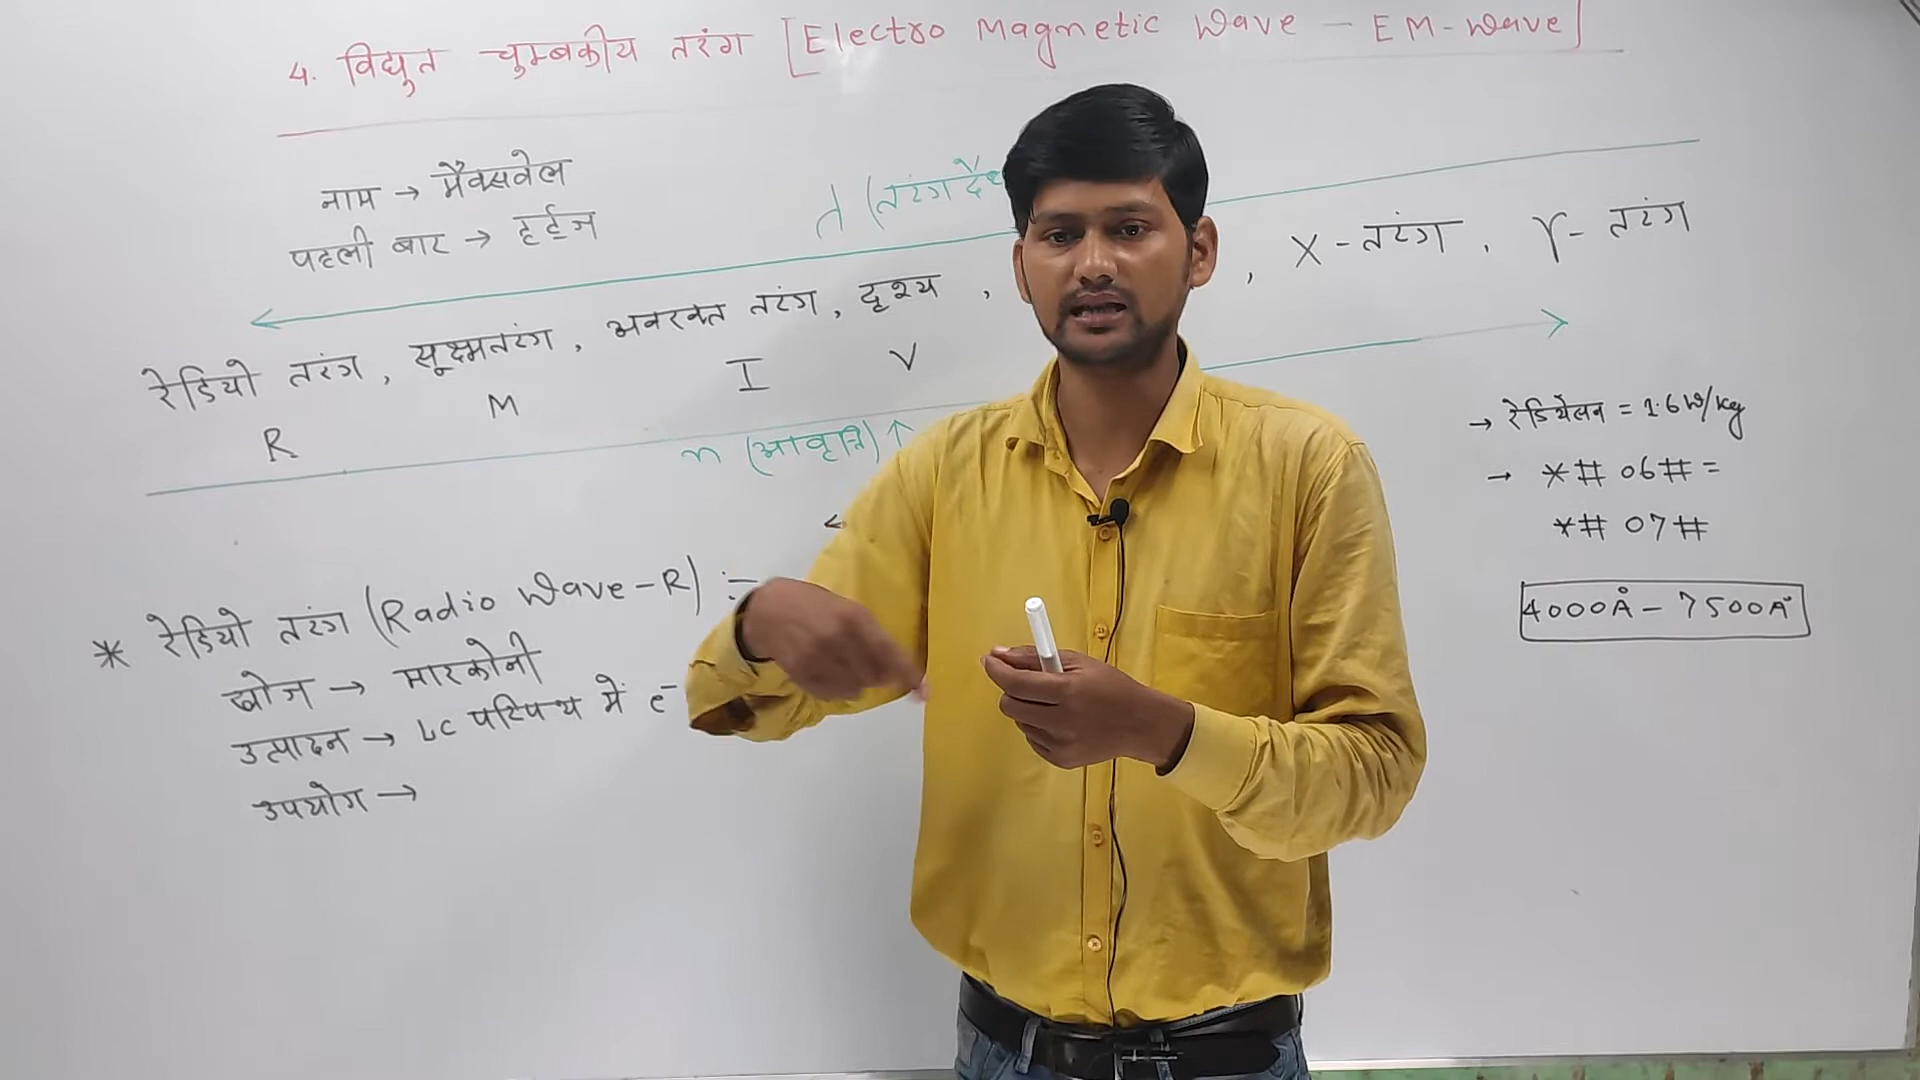 4. विद्युत चुम्बकीय तरंग [Electro Magnetic Wave - EM-Wave]
नाम → मैक्सवेल
पहली बार → हर्ट्ज
λ (तरंगदै
रेडियो तरंग, सूक्ष्मतरंग, अवरक्त तरंग, दृश्य , , X-तरंग, γ- तरंग
R M I V
n (आवृत्ति) ↑
→ रेडियेसन = 1.6 W/Kg
→ *# 06# =
*# 07#
4000Å - 7500Å
* रेडियो तरंग (Radio Wave-R) :-
खोज → मारकोनी
उत्पादन → LC परिपथ में e⁻
उपयोग →